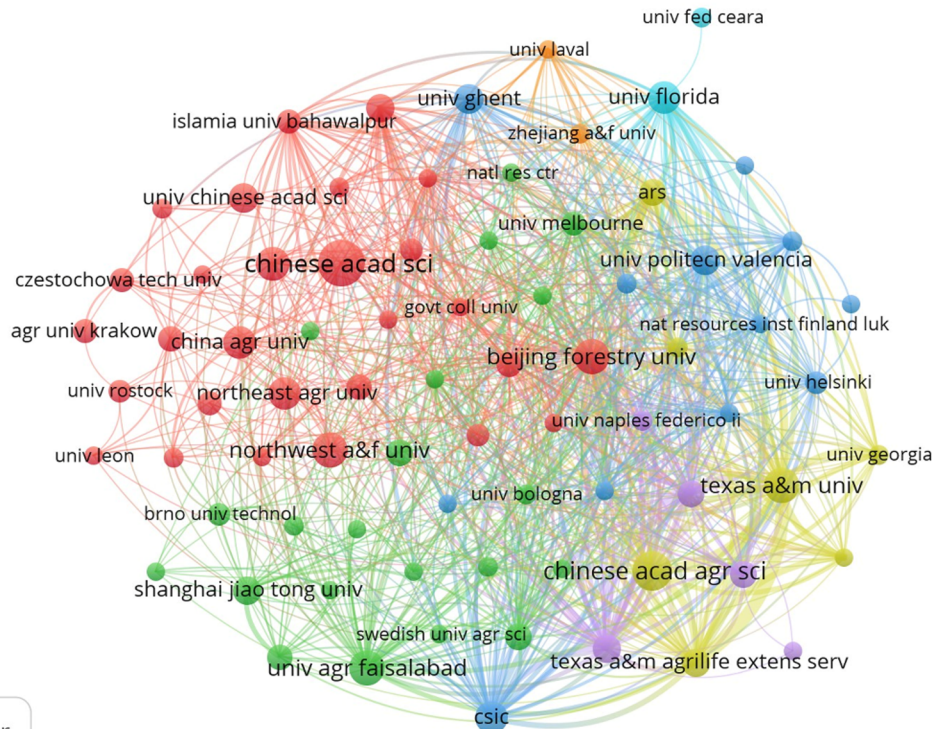 univ fed ceara
univ laval
univ ghent
univ florida
islamia univ bahawalpur
zhejiang a&f univ
natl res ctr
univ chinese acad sci
ars
univ melbourne
chinese acad sci
univ politecn valencia
czestochowa tech univ
govt coll univ
nat resources inst finland luk
agr univ krakow
china agr univ
beijing forestry univ
univ helsinki
univ rostock
northeast agr univ
univ naples federico ii
univ leon
northwest a&f univ
univ georgia
texas a&m univ
univ bologna
brno univ technol
chinese acad agr sci
shanghai jiao tong univ
swedish univ agr sci
univ agr faisalabad
texas a&m agrilife extens serv
csic